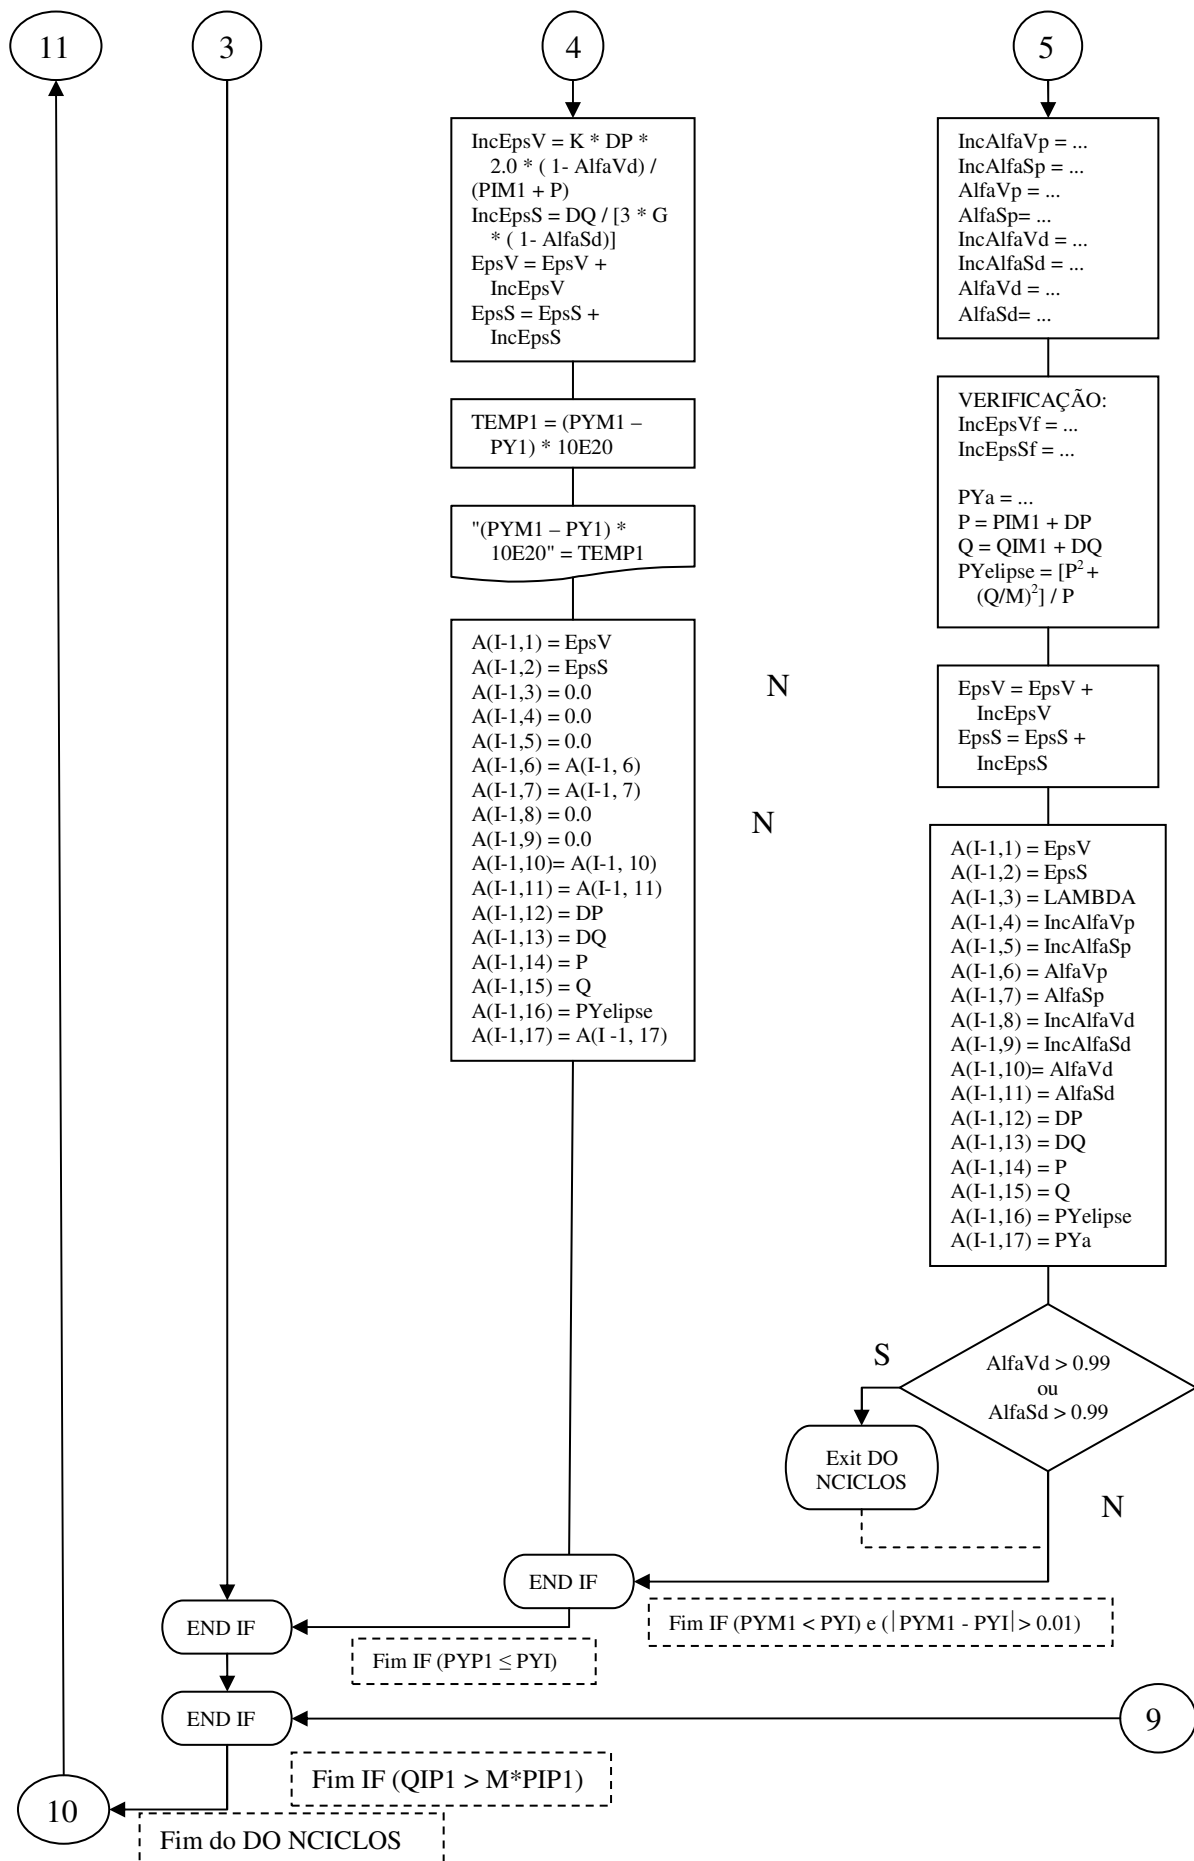 11
3
4
5
IncEpsV = K * DP *
2.0 * ( 1- AlfaVd) /
(PIM1 + P)
IncEpsS = DQ / [3 * G
* ( 1- AlfaSd)]
EpsV = EpsV +
IncEpsV
EpsS = EpsS +
IncEpsS
TEMP1 = (PYM1 –
PY1) * 10E20
"(PYM1 – PY1) *
10E20" = TEMP1
A(I-1,1) = EpsV
A(I-1,2) = EpsS
A(I-1,3) = 0.0
A(I-1,4) = 0.0
A(I-1,5) = 0.0
A(I-1,6) = A(I-1, 6)
A(I-1,7) = A(I-1, 7)
A(I-1,8) = 0.0
A(I-1,9) = 0.0
A(I-1,10)= A(I-1, 10)
A(I-1,11) = A(I-1, 11)
A(I-1,12) = DP
A(I-1,13) = DQ
A(I-1,14) = P
A(I-1,15) = Q
A(I-1,16) = PYelipse
A(I-1,17) = A(I -1, 17)
N
N
IncAlfaVp = ...
IncAlfaSp = ...
AlfaVp = ...
AlfaSp= ...
IncAlfaVd = ...
IncAlfaSd = ...
AlfaVd = ...
AlfaSd= ...
VERIFICAÇÃO:
IncEpsVf = ...
IncEpsSf = ...
PYa = ...
P = PIM1 + DP
Q = QIM1 + DQ
PYelipse = [P² +
(Q/M)²] / P
EpsV = EpsV +
IncEpsV
EpsS = EpsS +
IncEpsS
A(I-1,1) = EpsV
A(I-1,2) = EpsS
A(I-1,3) = LAMBDA
A(I-1,4) = IncAlfaVp
A(I-1,5) = IncAlfaSp
A(I-1,6) = AlfaVp
A(I-1,7) = AlfaSp
A(I-1,8) = IncAlfaVd
A(I-1,9) = IncAlfaSd
A(I-1,10)= AlfaVd
A(I-1,11) = AlfaSd
A(I-1,12) = DP
A(I-1,13) = DQ
A(I-1,14) = P
A(I-1,15) = Q
A(I-1,16) = PYelipse
A(I-1,17) = PYa
S
AlfaVd > 0.99
ou
AlfaSd > 0.99
Exit DO
NCICLOS
N
END IF
Fim IF (PYM1 < PYI) e (|PYM1 - PYI| > 0.01)
END IF
Fim IF (PYP1 ≤ PYI)
END IF
9
Fim IF (QIP1 > M*PIP1)
10
Fim do DO NCICLOS